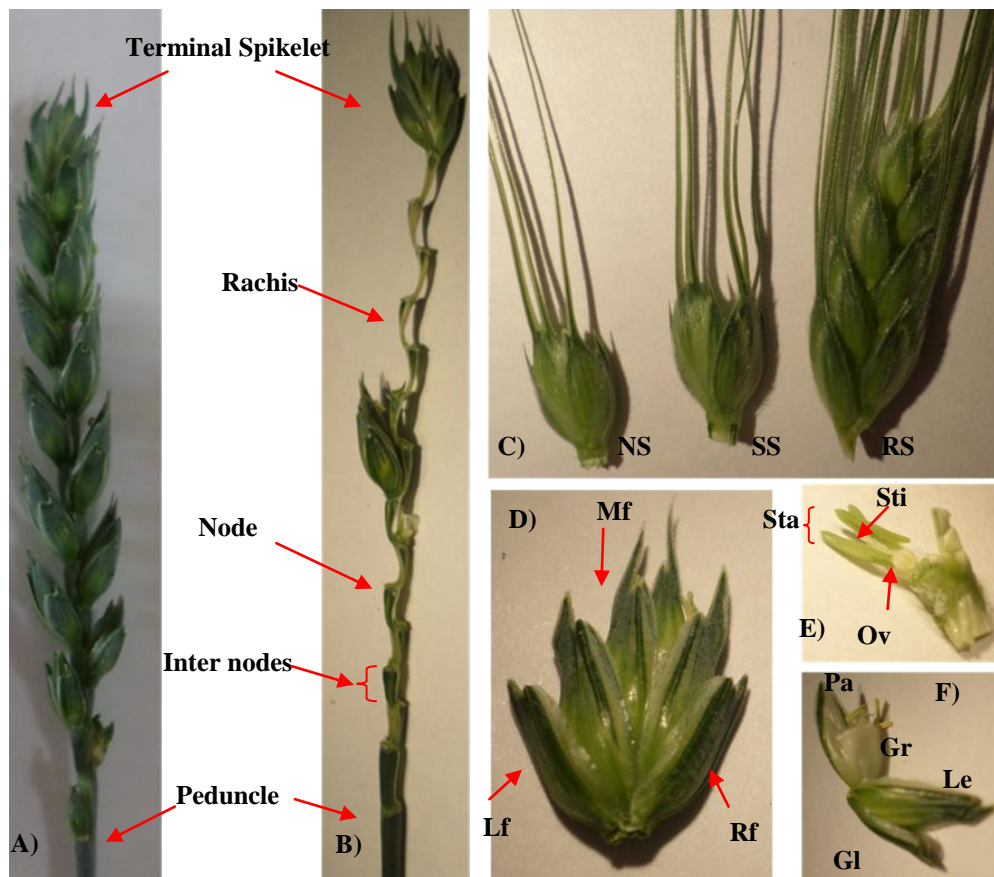 Terminal Spikelet
Rachis
Node
Inter nodes
Peduncle
A)
B)
C)
NS
SS
RS
D)
Mf
Lf
Rf
Sta
Sti
E)
Ov
Pa
F)
Gr
Le
Gl